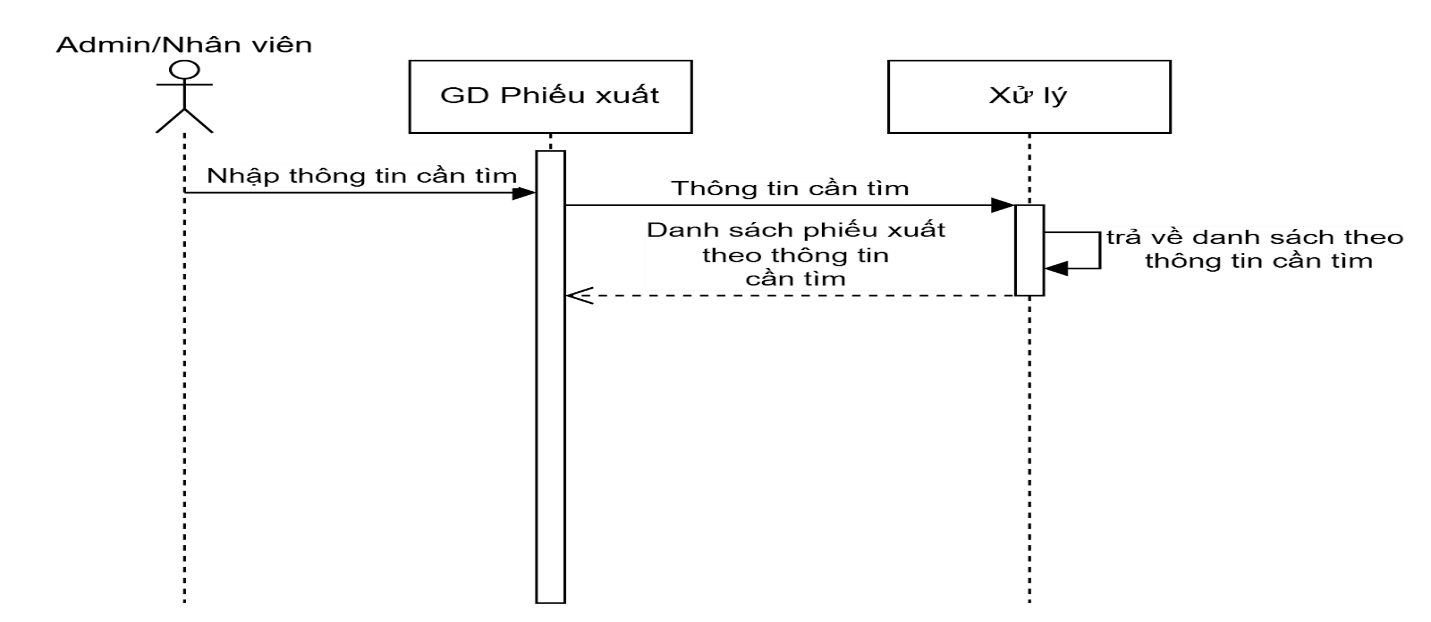 Admin/Nhân viên
GD Phiếu xuất
Xử lý
Nhập thông tin cần tìm
Thông tin cần tìm
Danh sách phiếu xuất
theo thông tin
cần tìm
trả về danh sách theo
thông tin cần tìm